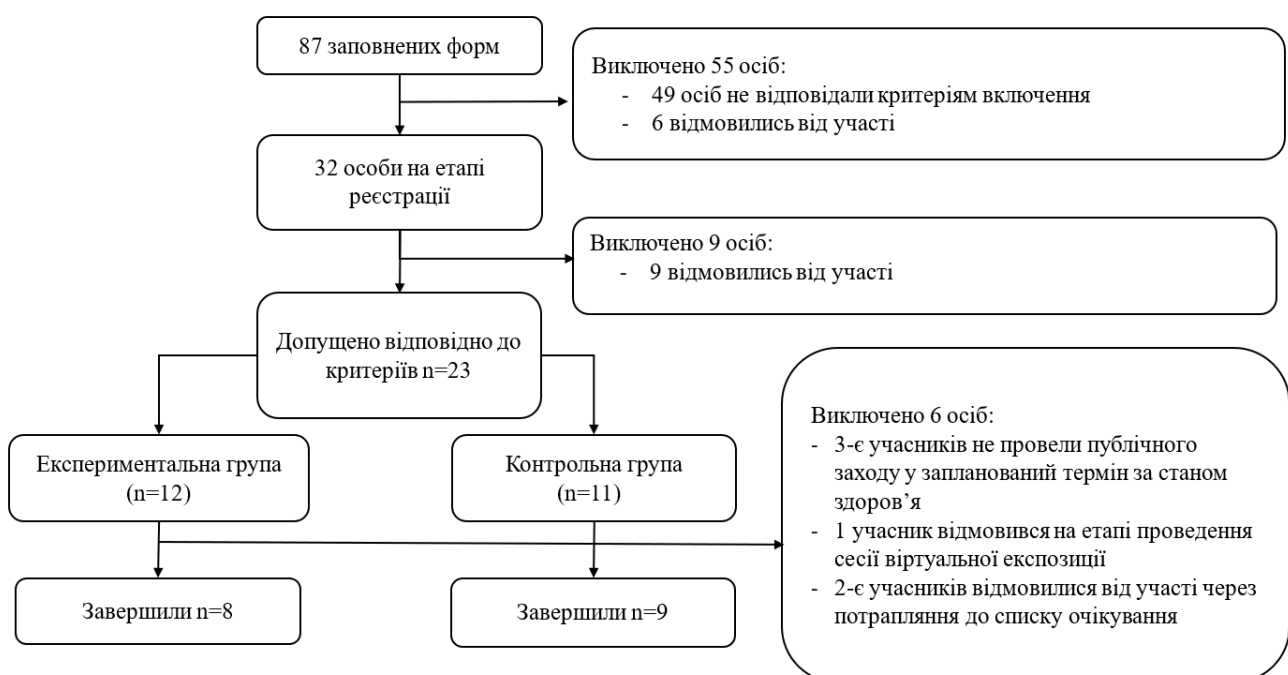 87 заповнених форм
Виключено 55 осіб:
- 49 осіб не відповідали критеріям включення
- 6 відмовились від участі
32 особи на етапі
реєстрації
Виключено 9 осіб:
- 9 відмовились від участі
Допущено відповідно до
критеріїв n=23
Експериментальна група
(n=12)
Контрольна група
(n=11)
Виключено 6 осіб:
- 3-є учасників не провели публічного
заходу у запланований термін за станом
здоров’я
- 1 учасник відмовився на етапі проведення
сесії віртуальної експозиції
- 2-є учасників відмовилися від участі через
потрапляння до списку очікування
Завершили n=8
Завершили n=9